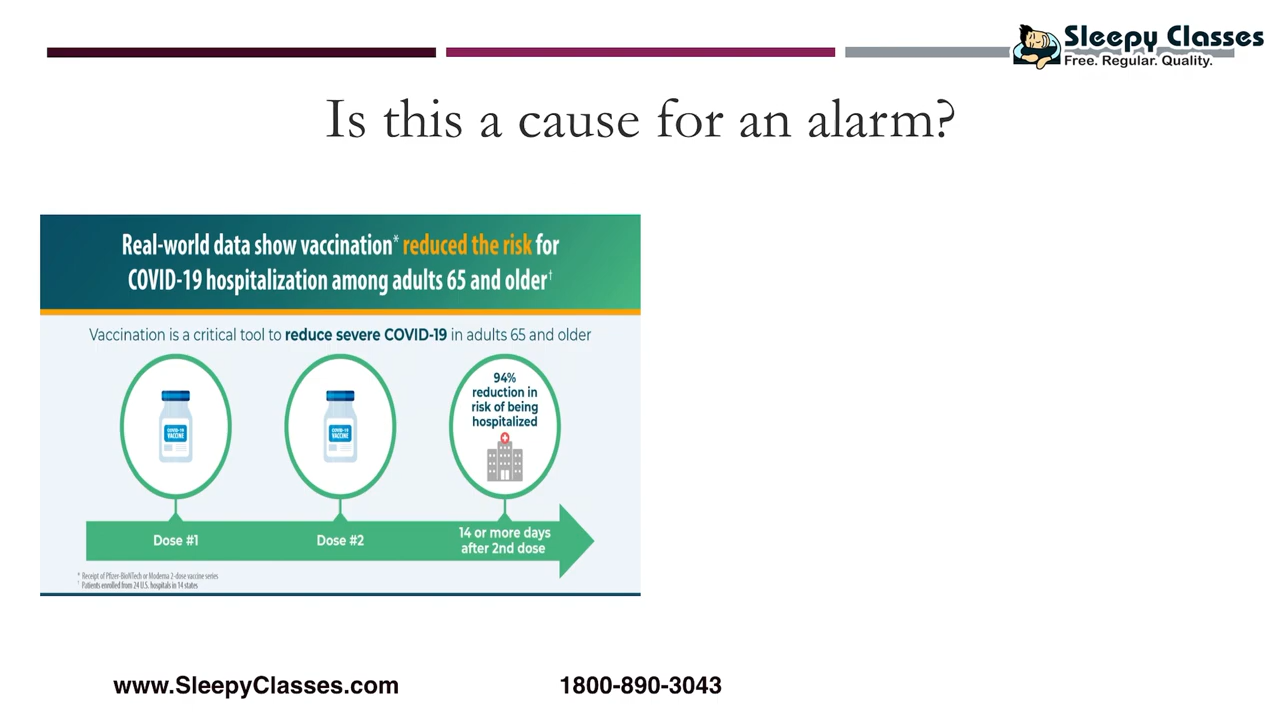 Sleepy Classes
Free. Regular. Quality.
Is this a cause for an alarm?
Real-world data show vaccination* reduced the risk for
COVID-19 hospitalization among adults 65 and older†
Vaccination is a critical tool to reduce severe COVID-19 in adults 65 and older
COVID-19
VACCINE
COVID-19
VACCINE
94%
reduction in
risk of being
hospitalized
Dose #1
Dose #2
14 or more days
after 2nd dose
* Receipt of Pfizer-BioNTech or Moderna 2-dose vaccine series
† Patients enrolled from 24 U.S. hospitals in 14 states
www.SleepyClasses.com
1800-890-3043